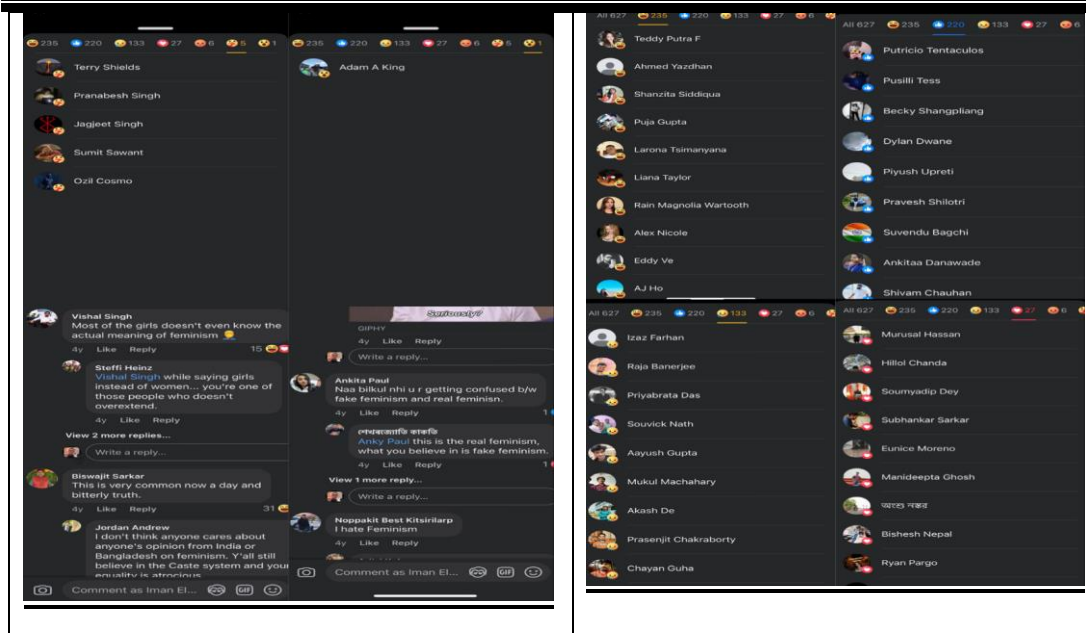 235 220 133 27 6 5 1
Terry Shields
Pranabesh Singh
Jagjeet Singh
Sumit Sawant
Ozil Cosmo
Vishal Singh
Most of the girls doesn't even know the
actual meaning of feminism 🤦
4y Like Reply 15
Steffi Heinz
Vishal Singh while saying girls
instead of women... you're one of
those people who doesn't
overextend.
4y Like Reply
View 2 more replies...
Write a reply...
Biswajit Sarkar
This is very common now a day and
bitterly truth.
4y Like Reply 31
Jordan Andrew
I don't think anyone cares about
anyone's opinion from India or
Bangladesh on feminism. Y'all still
believe in the Caste system and your
equality is atrocious
Comment as Iman El... GIF
235 220 133 27 6 5 1
Adam A King
Seriously?
GIPHY
4y Like Reply
Write a reply...
Ankita Paul
Naa bilkul nhi u r getting confused b/w
fake feminism and real feminisn.
4y Like Reply 1
Anky Paul this is the real feminism,
what you believe in is fake feminism.
4y Like Reply 1
View 1 more reply...
Write a reply...
Noppakit Best Kitsirilarp
I hate Feminism
4y Like Reply
Comment as Iman El... GIF
All 627 235 220 133 27 6
Teddy Putra F
Ahmed Yazdhan
Shanzita Siddiqua
Puja Gupta
Larona Tsimanyana
Liana Taylor
Rain Magnolia Wartooth
Alex Nicole
Eddy Ve
AJ Ho
All 627 235 220 133 27 6
Putricio Tentaculos
Pusilli Tess
Becky Shangpliang
Dylan Dwane
Piyush Upreti
Pravesh Shilotri
Suvendu Bagchi
Ankitaa Danawade
Shivam Chauhan
All 627 235 220 133 27 6
Izaz Farhan
Raja Banerjee
Priyabrata Das
Souvick Nath
Aayush Gupta
Mukul Machahary
Akash De
Prasenjit Chakraborty
Chayan Guha
All 627 235 220 133 27 6
Murusal Hassan
Hillol Chanda
Soumyadip Dey
Subhankar Sarkar
Eunice Moreno
Manideepta Ghosh
অংশু নস্কর
Bishesh Nepal
Ryan Pargo